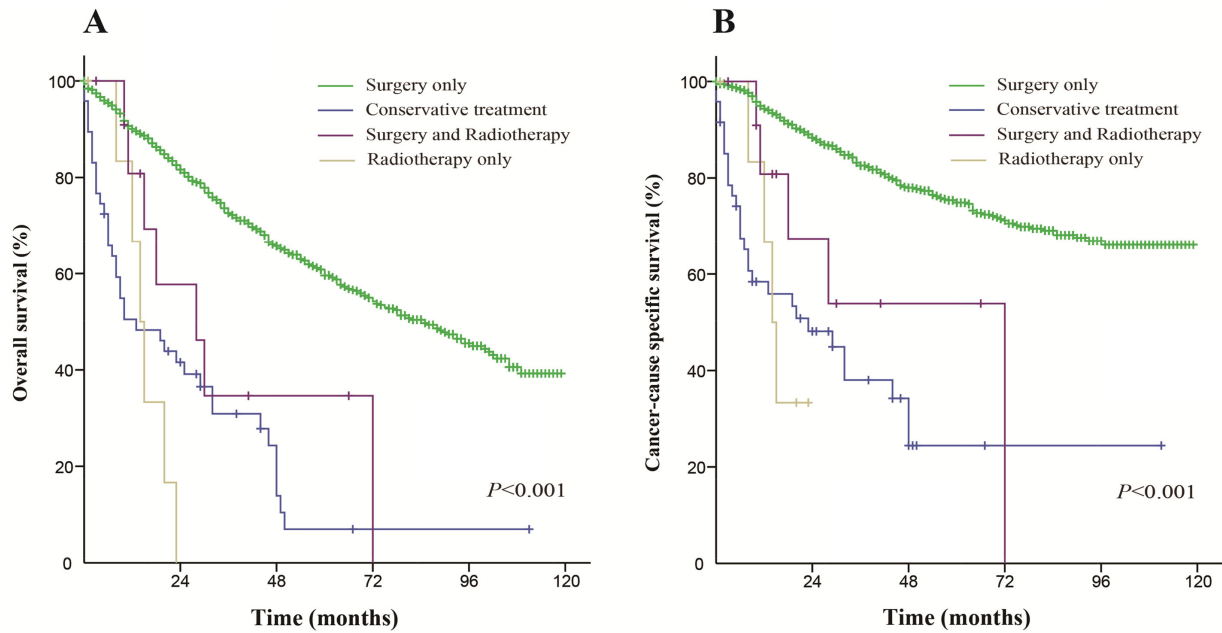 A
Overall survival (%)
100
80
60
40
20
0
Surgery only
Conservative treatment
Surgery and Radiotherapy
Radiotherapy only
P<0.001
24
48
72
96
120
Time (months)
B
Cancer-cause specific survival (%)
100
80
60
40
20
0
Surgery only
Conservative treatment
Surgery and Radiotherapy
Radiotherapy only
P<0.001
24
48
72
96
120
Time (months)